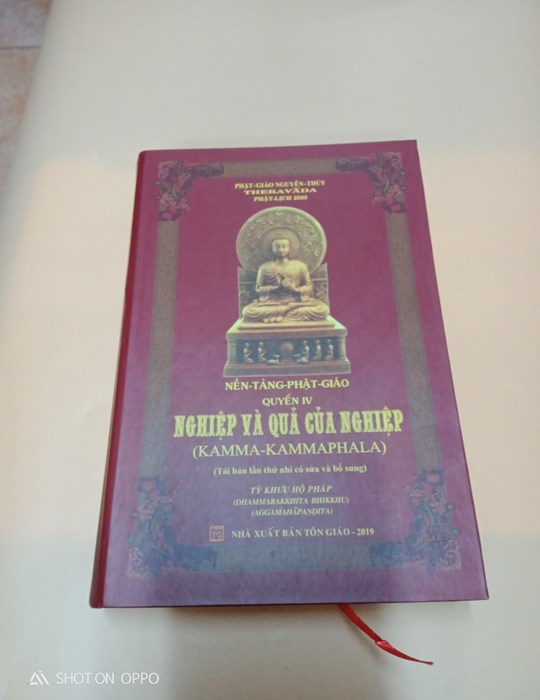 PHẬT-GIÁO NGUYÊN-THỦY
THERAVĀDA
PHẬT-LỊCH 2563
NỀN-TẢNG-PHẬT-GIÁO
QUYỂN IV
NGHIỆP VÀ QUẢ CỦA NGHIỆP
(KAMMA-KAMMAPHALA)
(Tái bản lần thứ nhì có sửa và bổ sung)
TỲ KHƯU HỘ PHÁP
(DHAMMARAKKHITA BHIKKHU)
(AGGAMAHĀPAṆḌITA)
TG
NHÀ XUẤT BẢN TÔN GIÁO - 2019
SHOT ON OPPO